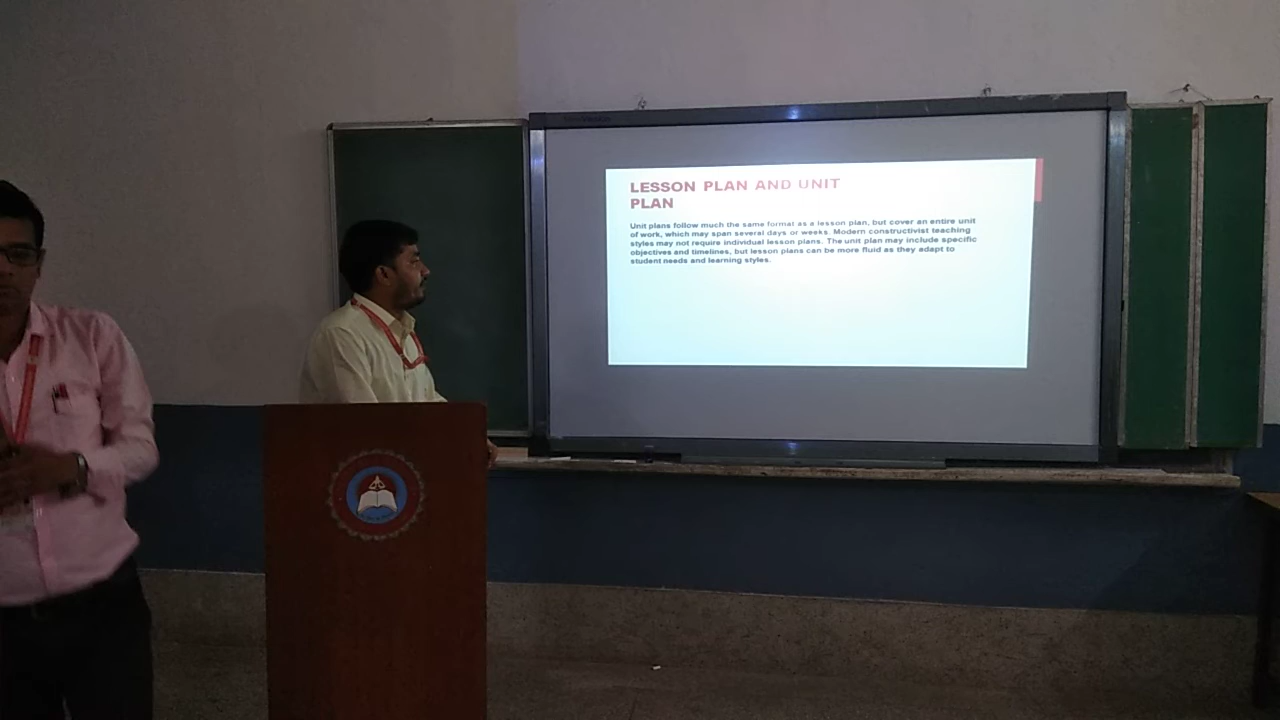 LESSON PLAN AND UNIT
PLAN
Unit plans follow much the same format as a lesson plan, but cover an entire unit
of work, which may span several days or weeks. Modern constructivist teaching
styles may not require individual lesson plans. The unit plan may include specific
objectives and timelines, but lesson plans can be more fluid as they adapt to
student needs and learning styles.